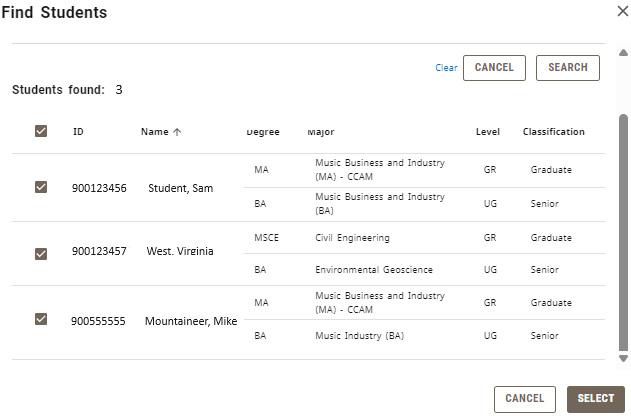 Find Students
Clear CANCEL SEARCH
Students found: 3
ID Name ↑ Degree Major Level Classification
900123456 Student, Sam
MA Music Business and Industry (MA) - CCAM GR Graduate
BA Music Business and Industry (BA) UG Senior
900123457 West, Virginia
MSCE Civil Engineering GR Graduate
BA Environmental Geoscience UG Senior
900555555 Mountaineer, Mike
MA Music Business and Industry (MA) - CCAM GR Graduate
BA Music Industry (BA) UG Senior
CANCEL SELECT